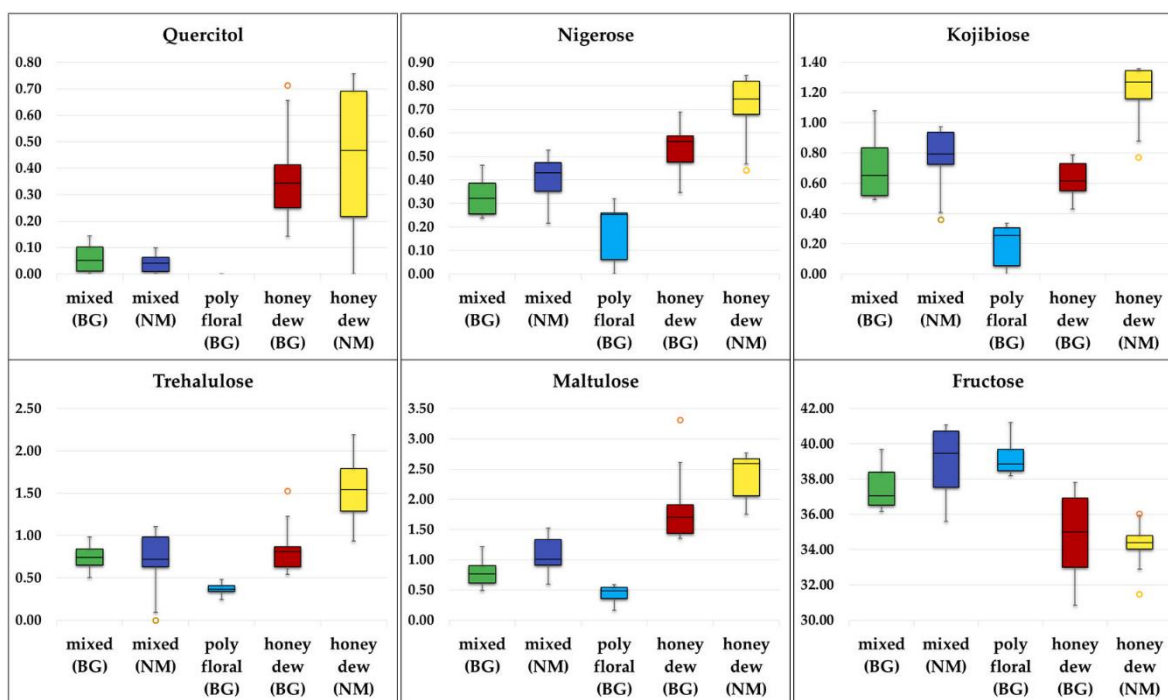 Quercitol
0.80
0.70
0.60
0.50
0.40
0.30
0.20
0.10
0.00
mixed (BG)
mixed (NM)
poly floral (BG)
honey dew (BG)
honey dew (NM)
Nigerose
0.90
0.80
0.70
0.60
0.50
0.40
0.30
0.20
0.10
0.00
mixed (BG)
mixed (NM)
poly floral (BG)
honey dew (BG)
honey dew (NM)
Kojibiose
1.40
1.20
1.00
0.80
0.60
0.40
0.20
0.00
mixed (BG)
mixed (NM)
poly floral (BG)
honey dew (BG)
honey dew (NM)
Trehalulose
2.50
2.00
1.50
1.00
0.50
0.00
mixed (BG)
mixed (NM)
poly floral (BG)
honey dew (BG)
honey dew (NM)
Maltulose
3.50
3.00
2.50
2.00
1.50
1.00
0.50
0.00
mixed (BG)
mixed (NM)
poly floral (BG)
honey dew (BG)
honey dew (NM)
Fructose
42.00
40.00
38.00
36.00
34.00
32.00
30.00
mixed (BG)
mixed (NM)
poly floral (BG)
honey dew (BG)
honey dew (NM)